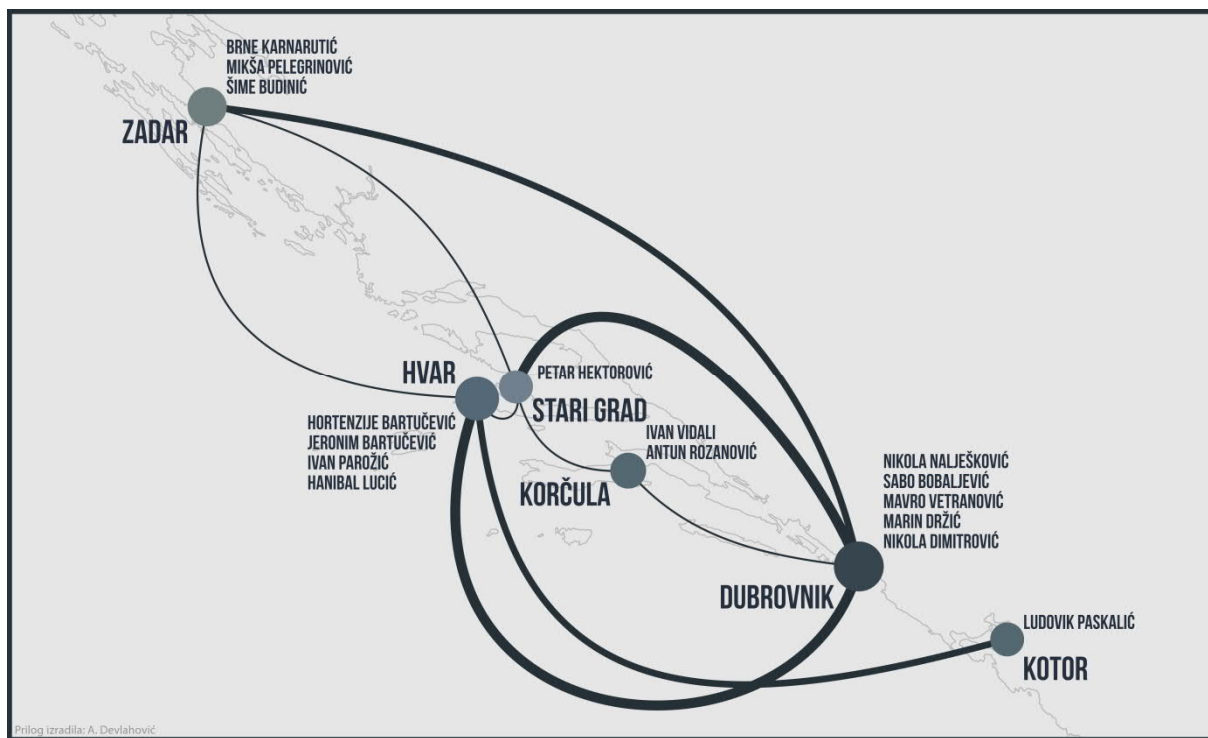 BRNE KARNARUTIĆ
MIKŠA PELEGRINOVIĆ
ŠIME BUDINIĆ
ZADAR
HVAR
PETAR HEKTOROVIĆ
STARI GRAD
HORTENZIJE BARTUČEVIĆ
JERONIM BARTUČEVIĆ
IVAN PAROŽIĆ
HANIBAL LUCIĆ
IVAN VIDALI
ANTUN ROZANOVIĆ
KORČULA
NIKOLA NALJEŠKOVIĆ
SABO BOBALJEVIĆ
MAVRO VETRANOVIĆ
MARIN DRŽIĆ
NIKOLA DIMITROVIĆ
DUBROVNIK
LUDOVIK PASKALIĆ
KOTOR
Prilog izradila: A. Devlahović